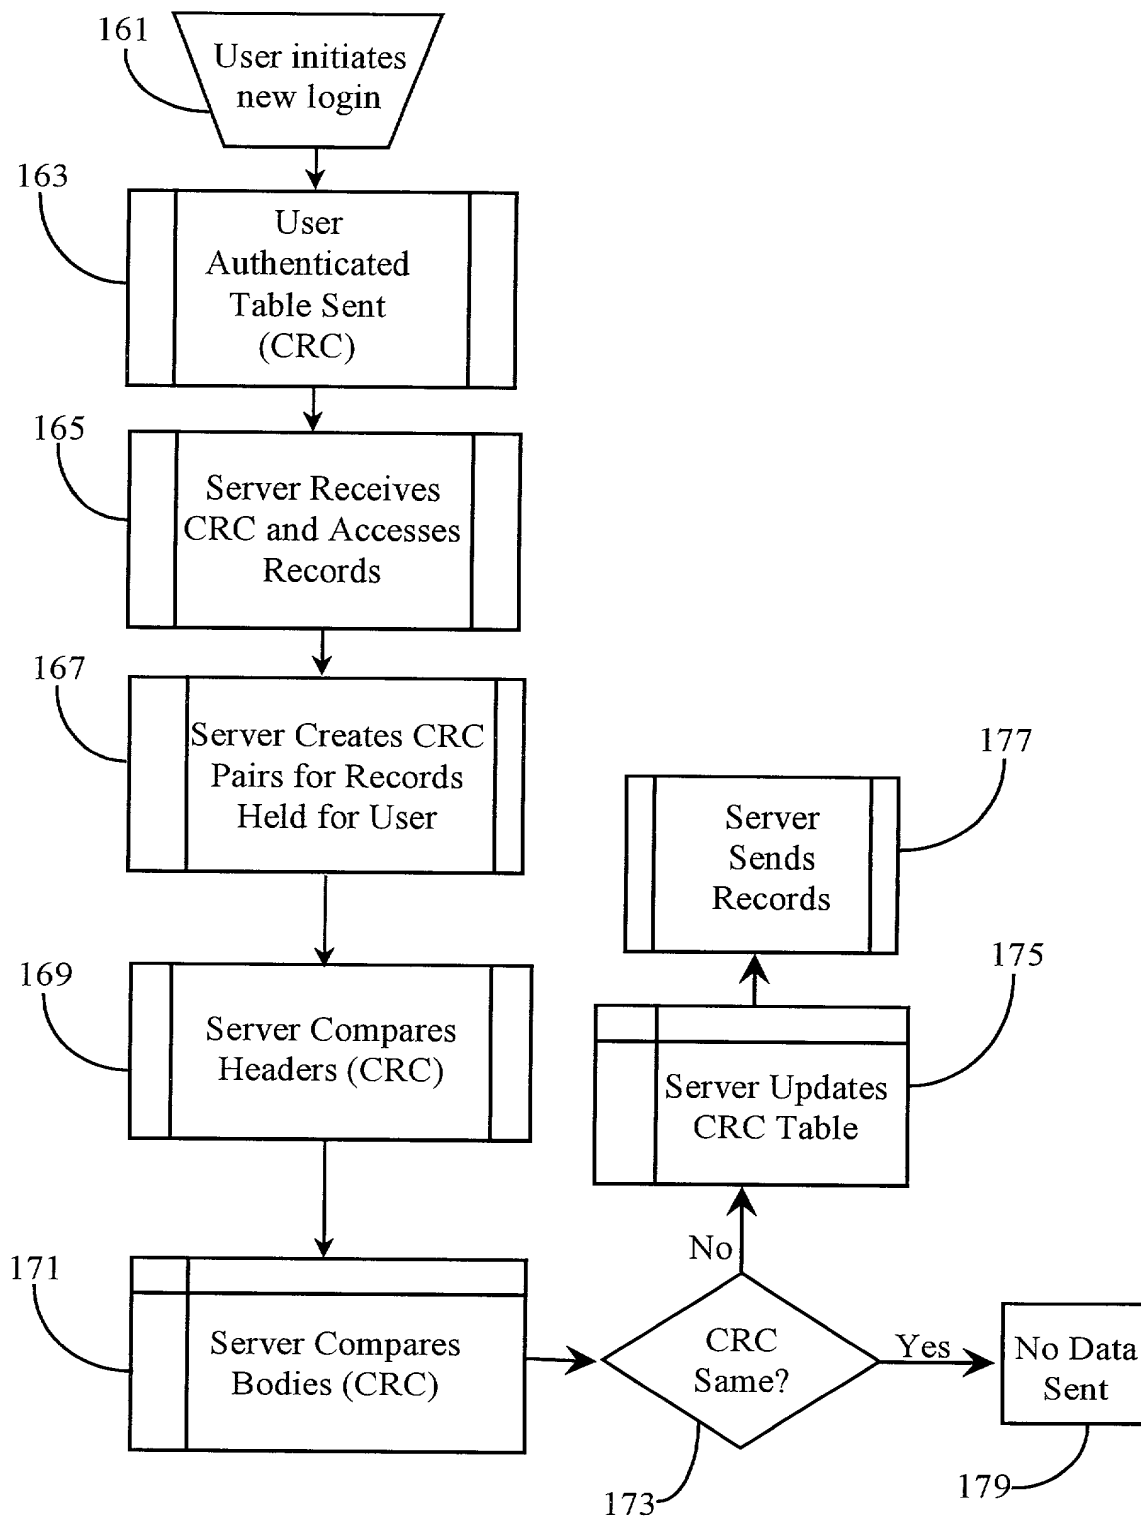 161
User initiates
new login
163
User
Authenticated
Table Sent
(CRC)
165
Server Receives
CRC and Accesses
Records
167
Server Creates CRC
Pairs for Records
Held for User
169
Server Compares
Headers (CRC)
171
Server Compares
Bodies (CRC)
CRC
Same?
173
No
Yes
Server Updates
CRC Table
175
Server
Sends
Records
177
No Data
Sent
179